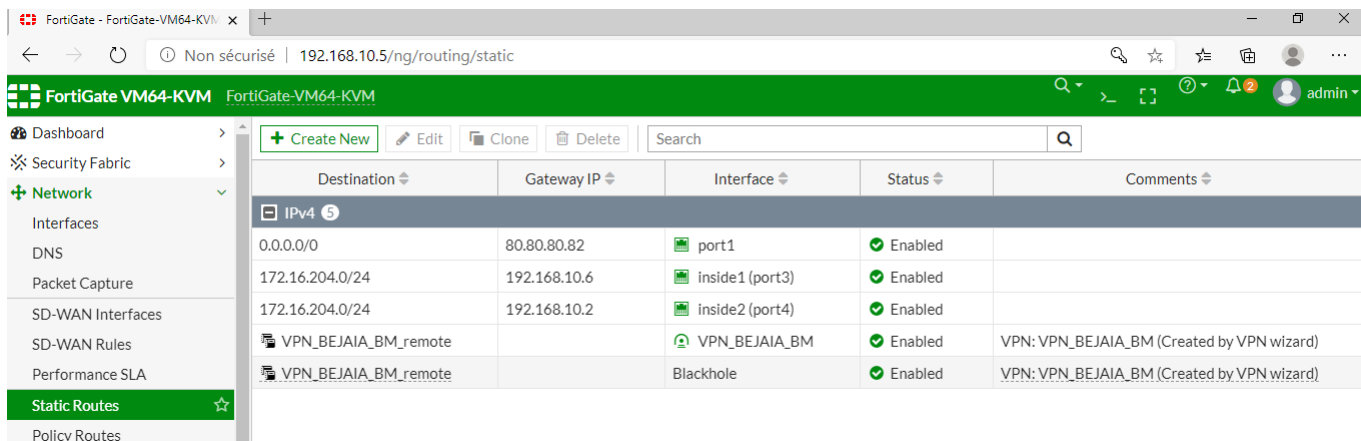 FortiGate - FortiGate-VM64-KVM
Non sécurisé | 192.168.10.5/ng/routing/static
FortiGate VM64-KVM FortiGate-VM64-KVM 2 admin
Dashboard
Security Fabric
Network
Interfaces
DNS
Packet Capture
SD-WAN Interfaces
SD-WAN Rules
Performance SLA
Static Routes
Policy Routes
+ Create New Edit Clone Delete Search
Destination Gateway IP Interface Status Comments
IPv4 5
0.0.0.0/0 80.80.80.82 port1 Enabled
172.16.204.0/24 192.168.10.6 inside1 (port3) Enabled
172.16.204.0/24 192.168.10.2 inside2 (port4) Enabled
VPN_BEJAIA_BM_remote VPN_BEJAIA_BM Enabled VPN: VPN_BEJAIA_BM (Created by VPN wizard)
VPN_BEJAIA_BM_remote Blackhole Enabled VPN: VPN_BEJAIA_BM (Created by VPN wizard)